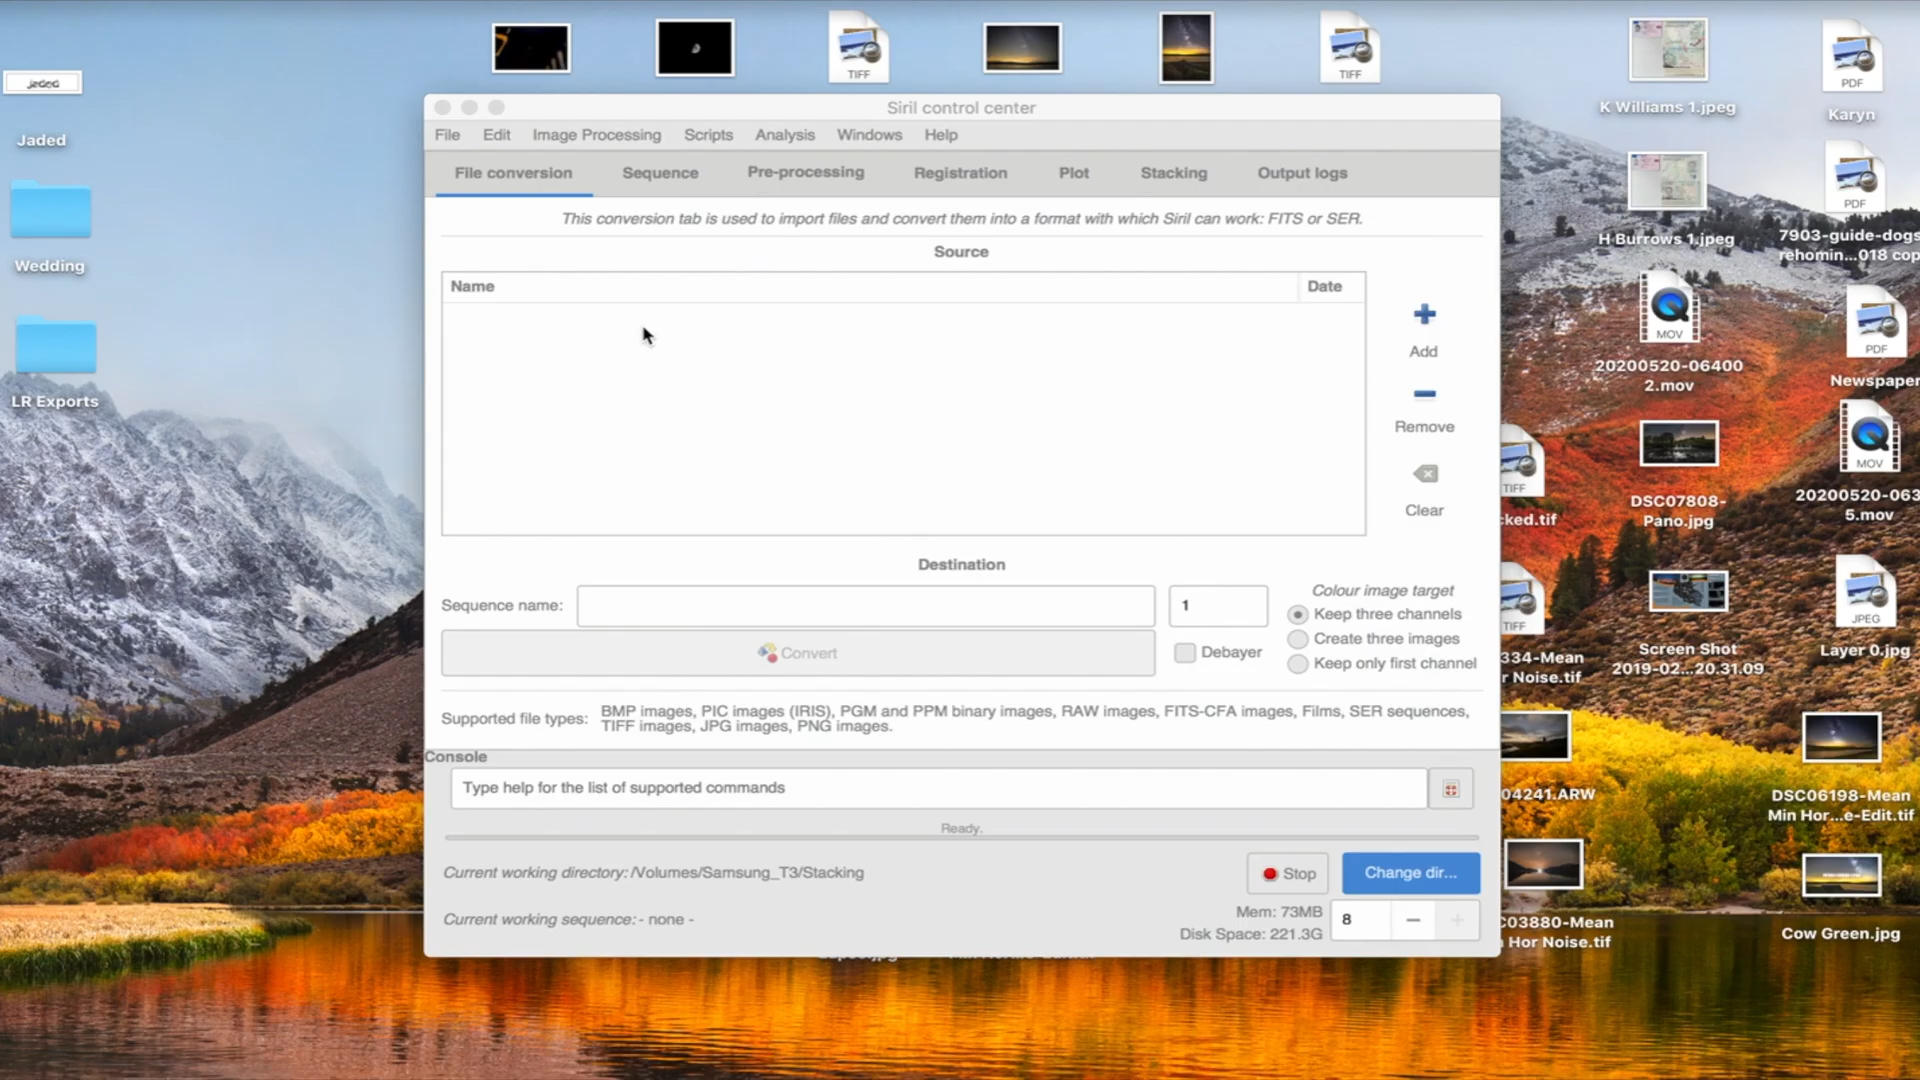 TIFF
TIFF
K Williams 1.jpeg
PDF
Karyn
Jaded
Jaded
Wedding
LR Exports
Siril control center
File Edit Image Processing Scripts Analysis Windows Help
File conversion Sequence Pre-processing Registration Plot Stacking Output logs
This conversion tab is used to import files and convert them into a format with which Siril can work: FITS or SER.
Source
Name Date
Add
Remove
Clear
Destination
Sequence name: 1
Convert
Debayer
Colour image target
Keep three channels
Create three images
Keep only first channel
Supported file types: BMP images, PIC images (IRIS), PGM and PPM binary images, RAW images, FITS-CFA images, Films, SER sequences,
TIFF images, JPG images, PNG images.
Console
Type help for the list of supported commands
Ready.
Current working directory: /Volumes/Samsung_T3/Stacking
Stop Change dir...
Current working sequence: - none -
Mem: 73MB
Disk Space: 221.3G
8
H Burrows 1.jpeg
PDF
7903-guide-dogs
rehomin...018 cop
MOV
20200520-06400
2.mov
PDF
Newspaper
TIFF
cked.tif
DSC07808-
Pano.jpg
MOV
20200520-063
5.mov
TIFF
334-Mean
r Noise.tif
Screen Shot
2019-02...20.31.09
JPEG
Layer 0.jpg
04241.ARW
DSC06198-Mean
Min Hor...e-Edit.tif
C03880-Mean
Hor Noise.tif
Cow Green.jpg